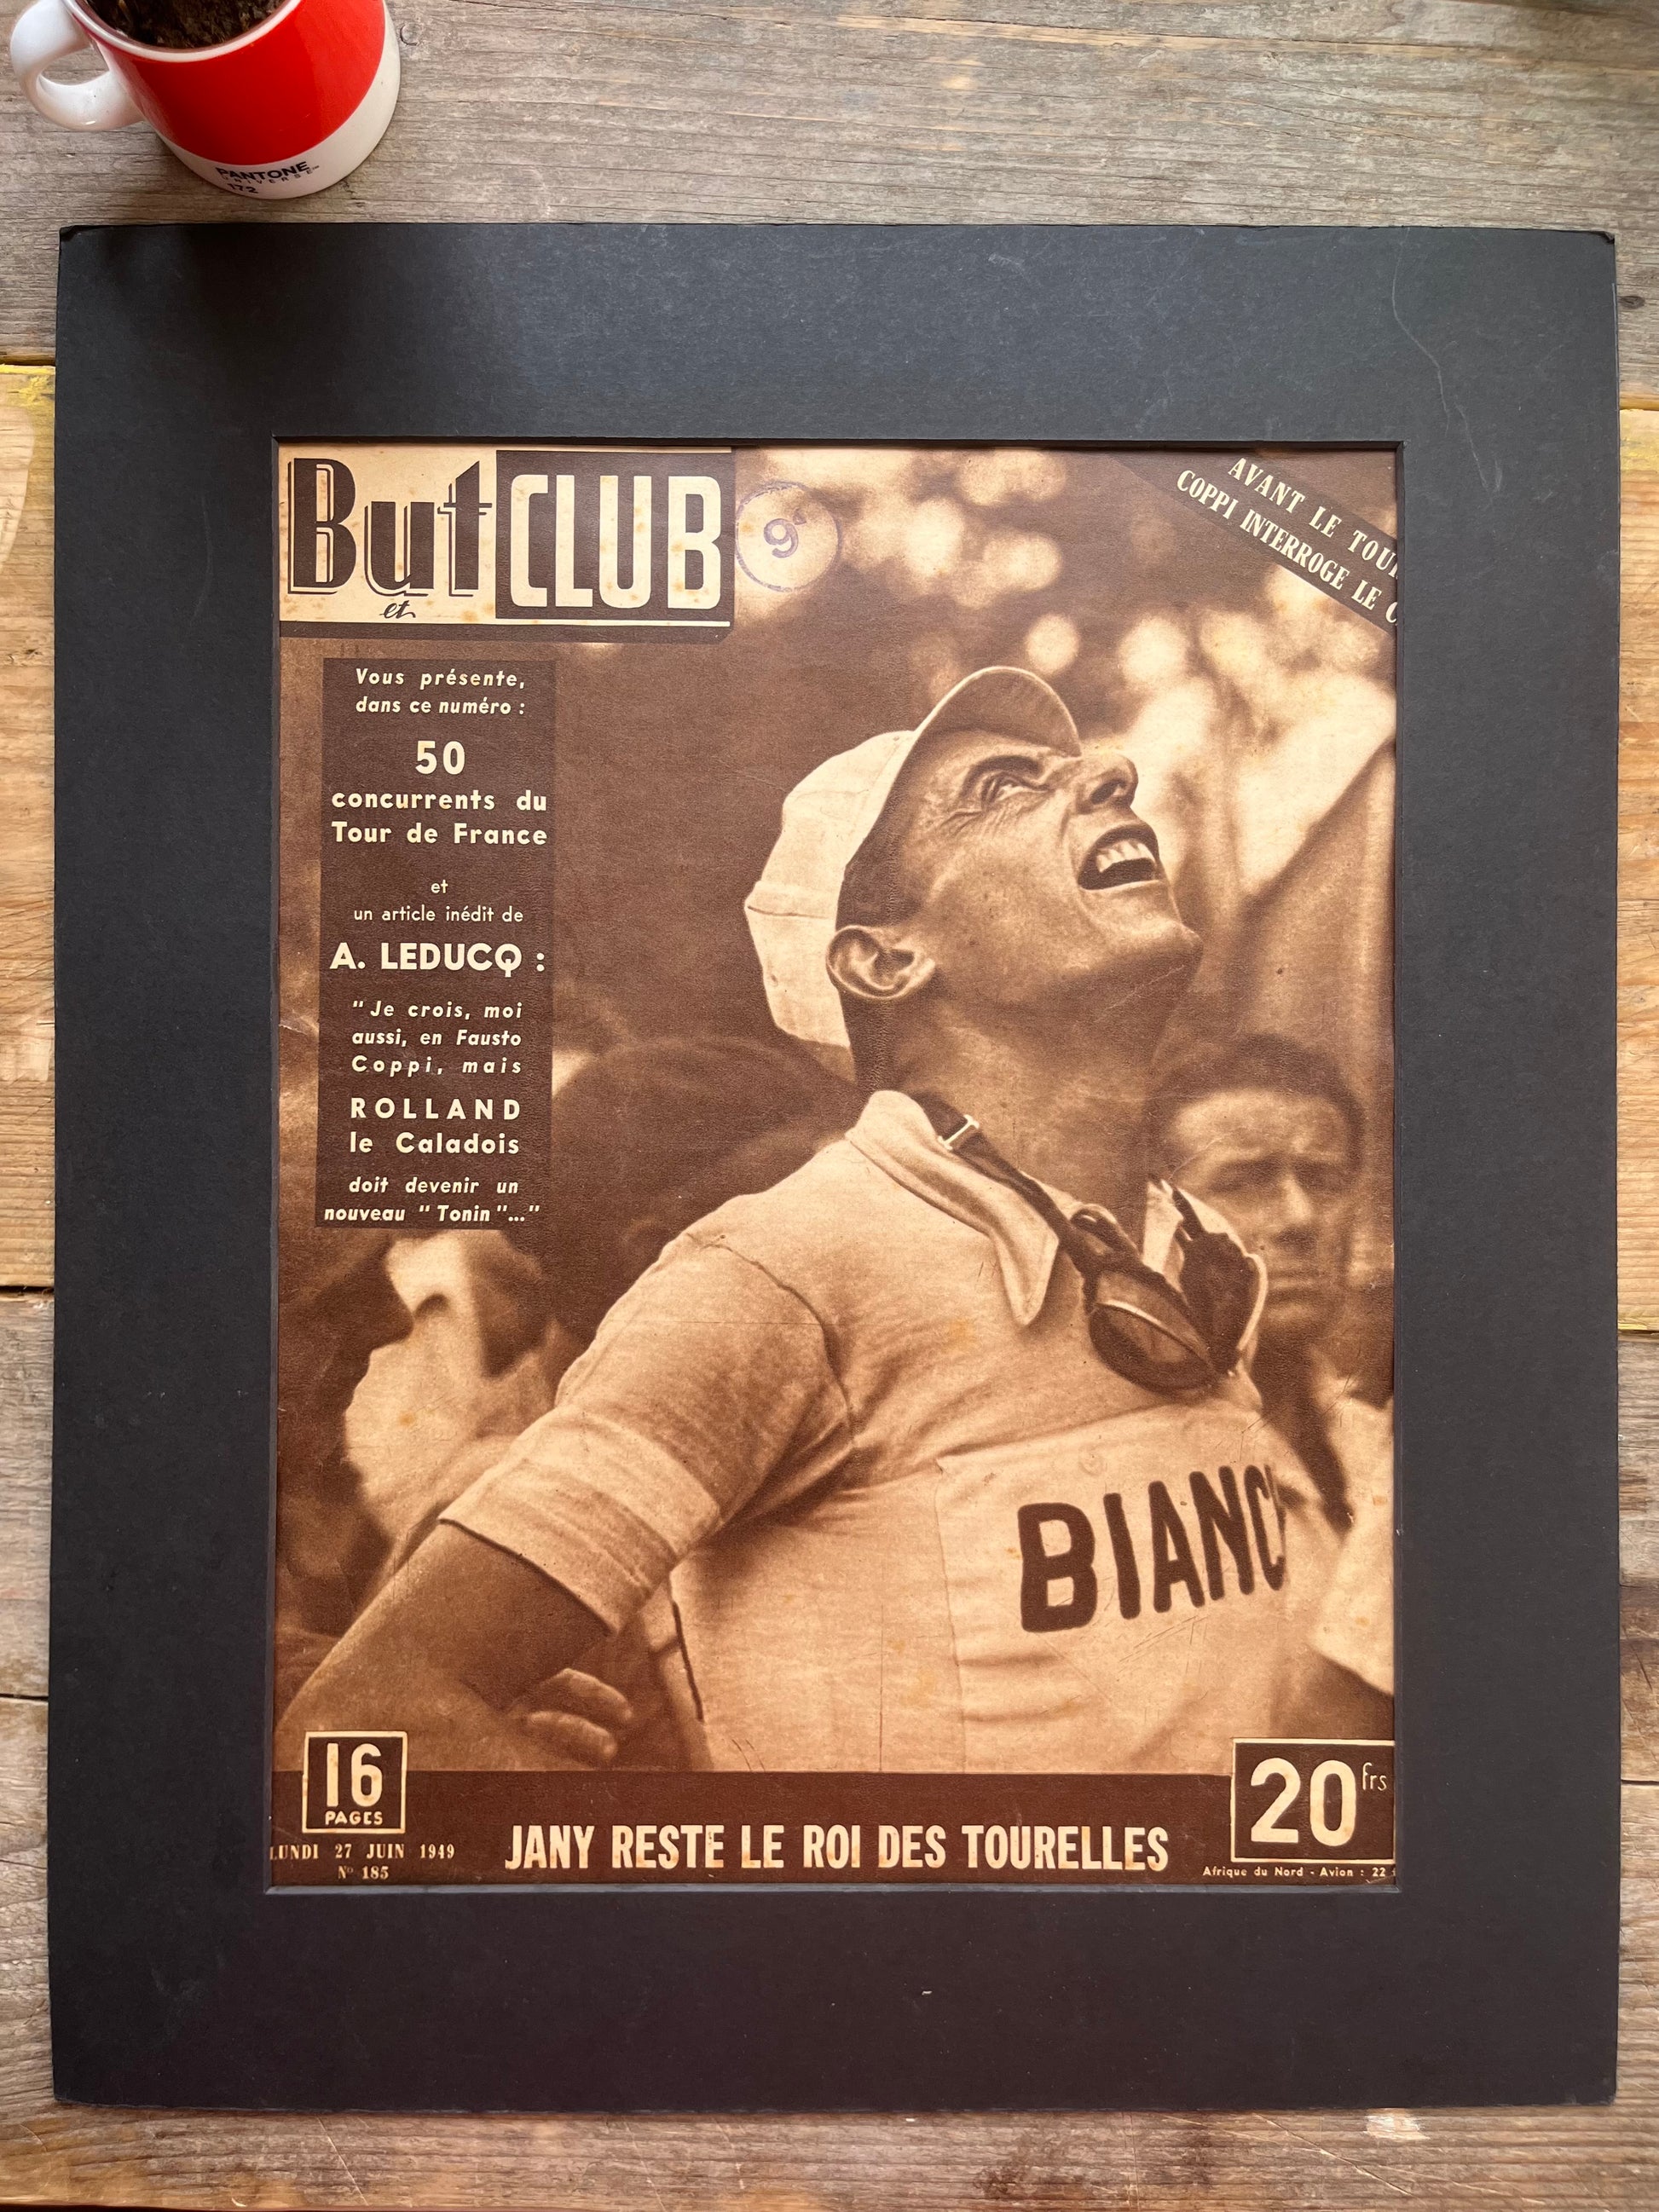 PANTONE
UNIVERSE™
172
But et CLUB
9
AVANT LE TOUR
COPPI INTERROGE LE
Vous présente,
dans ce numéro :
50
concurrents du
Tour de France
et
un article inédit de
A. LEDUCQ :
"Je crois, moi
aussi, en Fausto
Coppi, mais
ROLLAND
le Caladois
doit devenir un
nouveau "Tonin"..."
BIANC
16
PAGES
LUNDI 27 JUIN 1949
N° 185
JANY RESTE LE ROI DES TOURELLES
20 frs
Afrique du Nord - Avion : 22